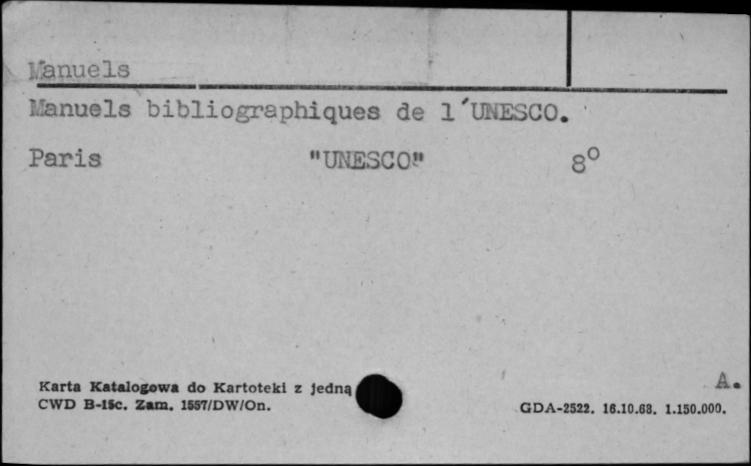 Manuels
Manuels bibliographiques de l'UNESCO.
Paris "UNESCO" 8°
A.
Karta Katalogowa do Kartoteki z jedną
CWD B-15c. Zam. 1557/DW/On.
GDA-2522. 16.10.68. 1.150.000.